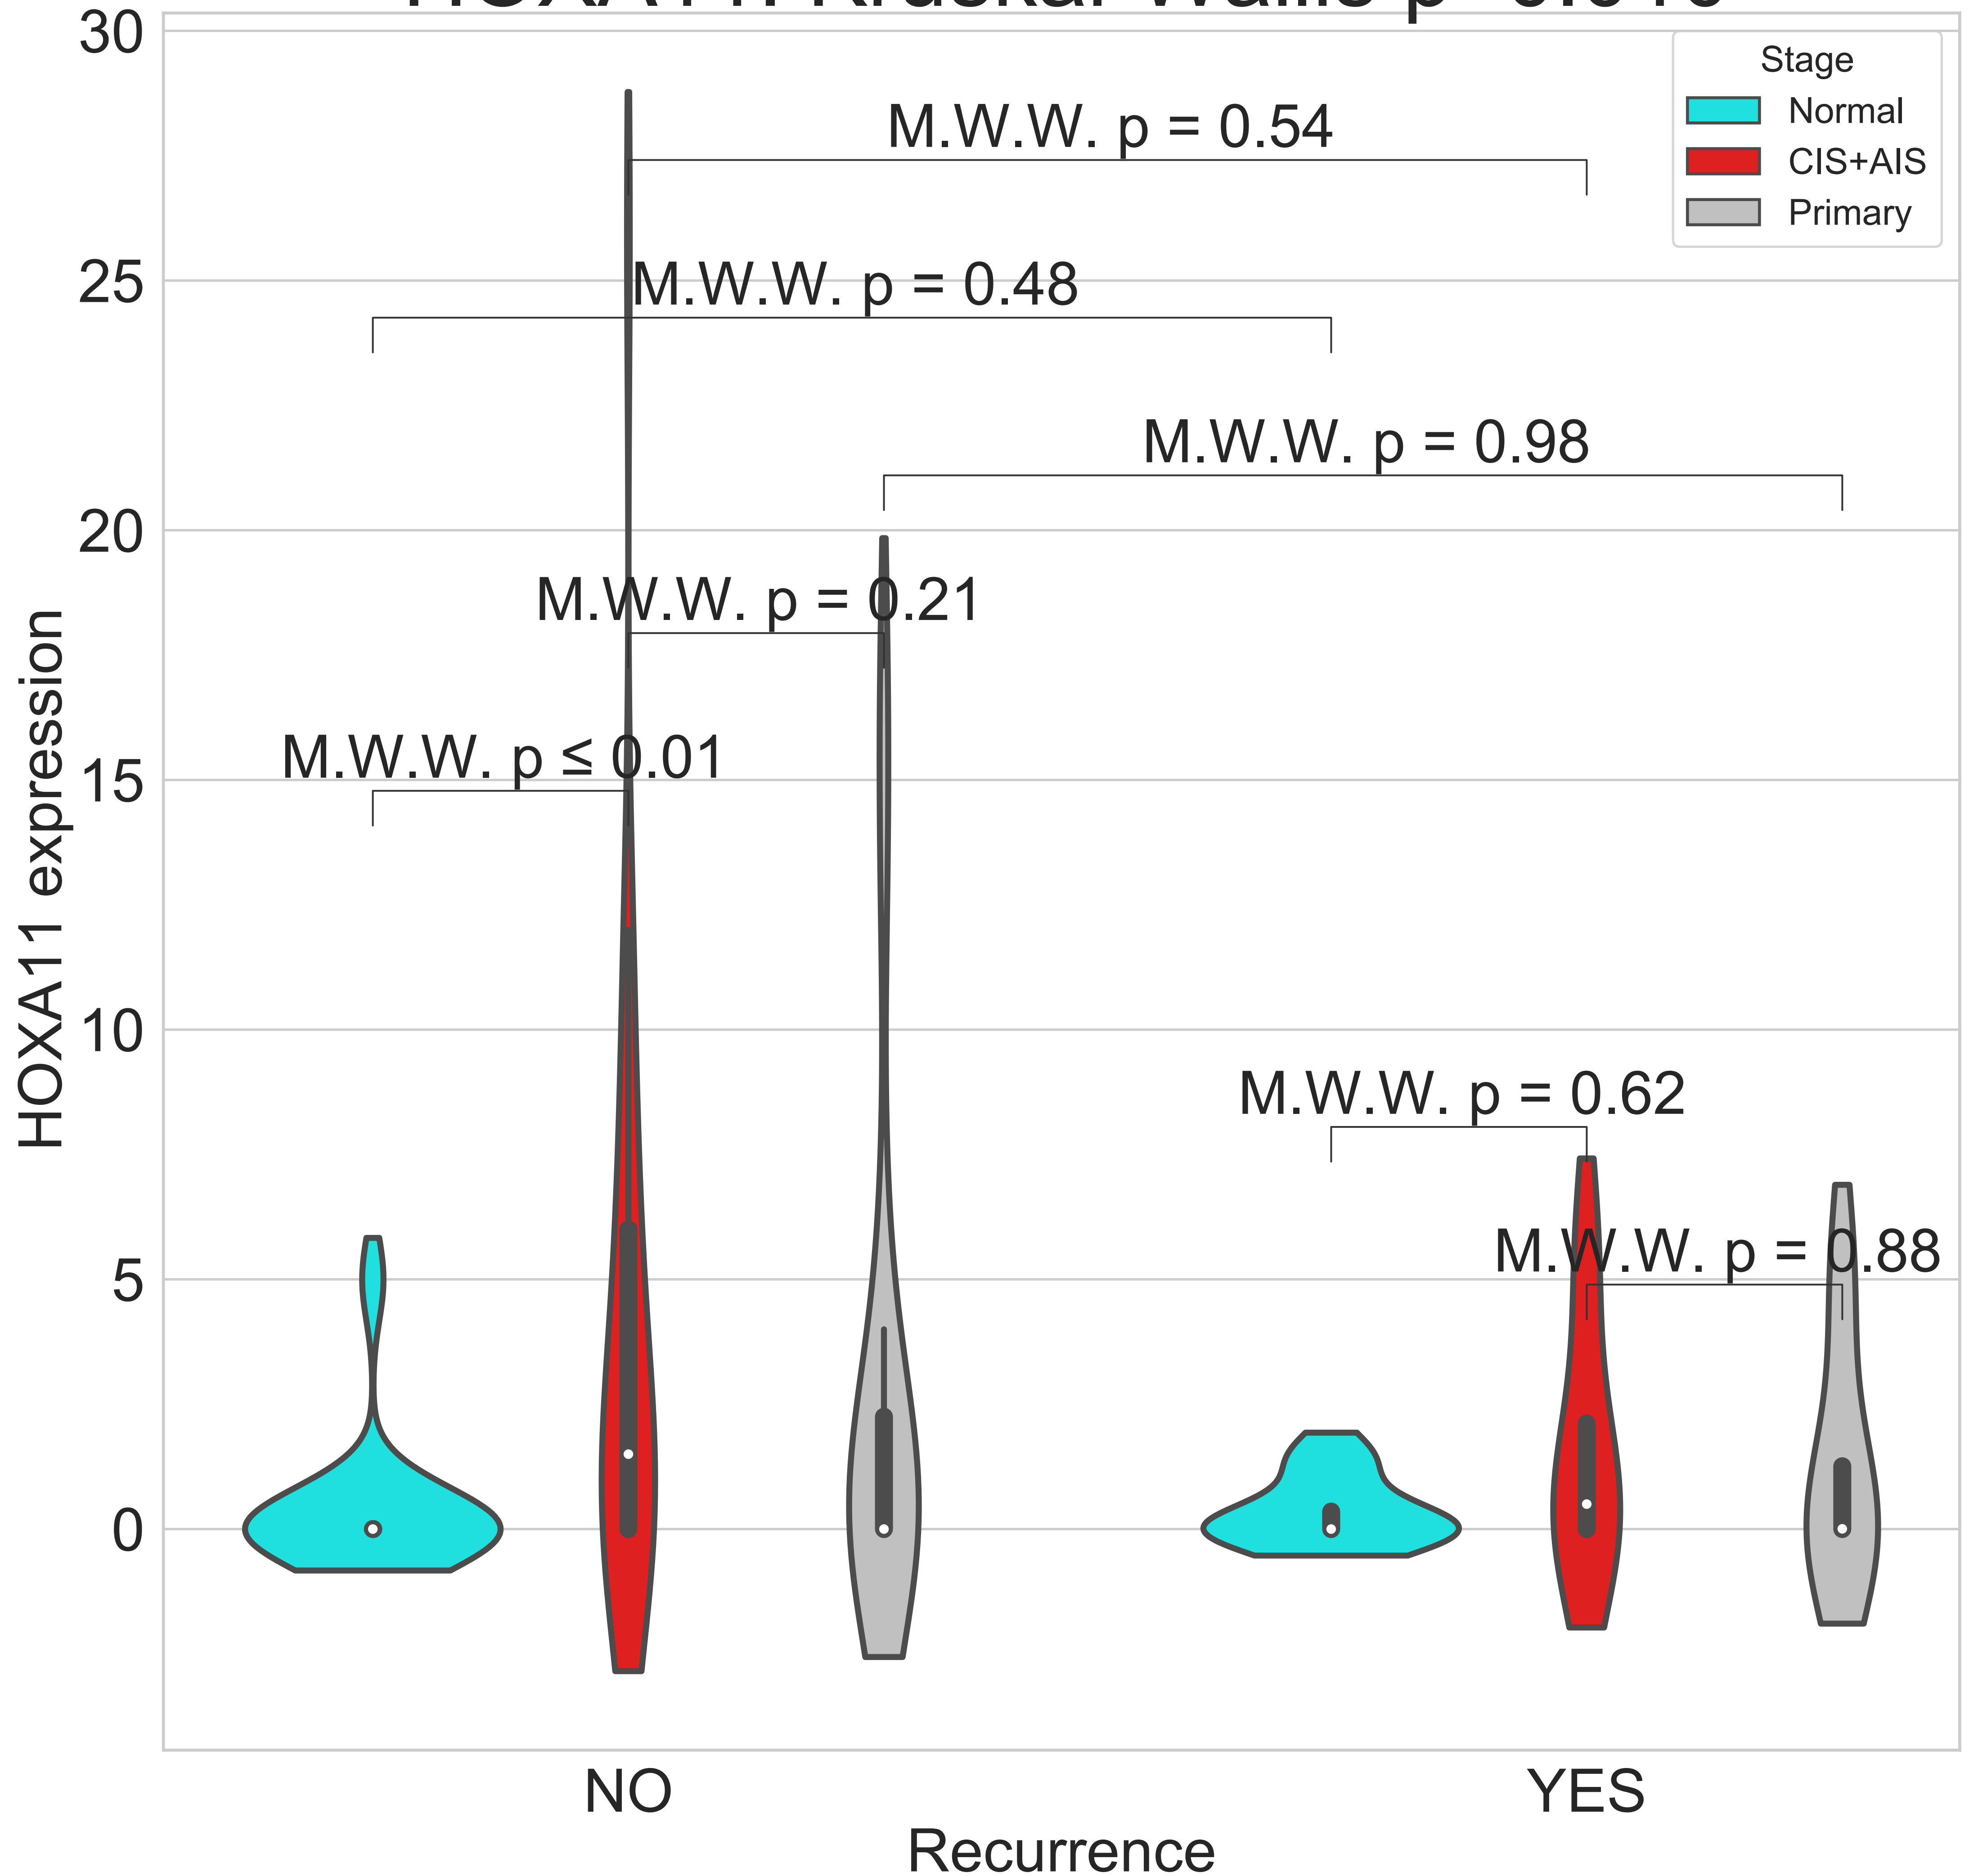 30
Stage
Normal
CIS+AIS
Primary
M.W.W. p = 0.54
25
M.W.W. p = 0.48
M.W.W. p = 0.98
20
M.W.W. p = 0.21
M.W.W. p ≤ 0.01
15
HOXA11 expression
10
M.W.W. p = 0.62
5
M.W.W. p = 0.88
0
NO
YES
Recurrence